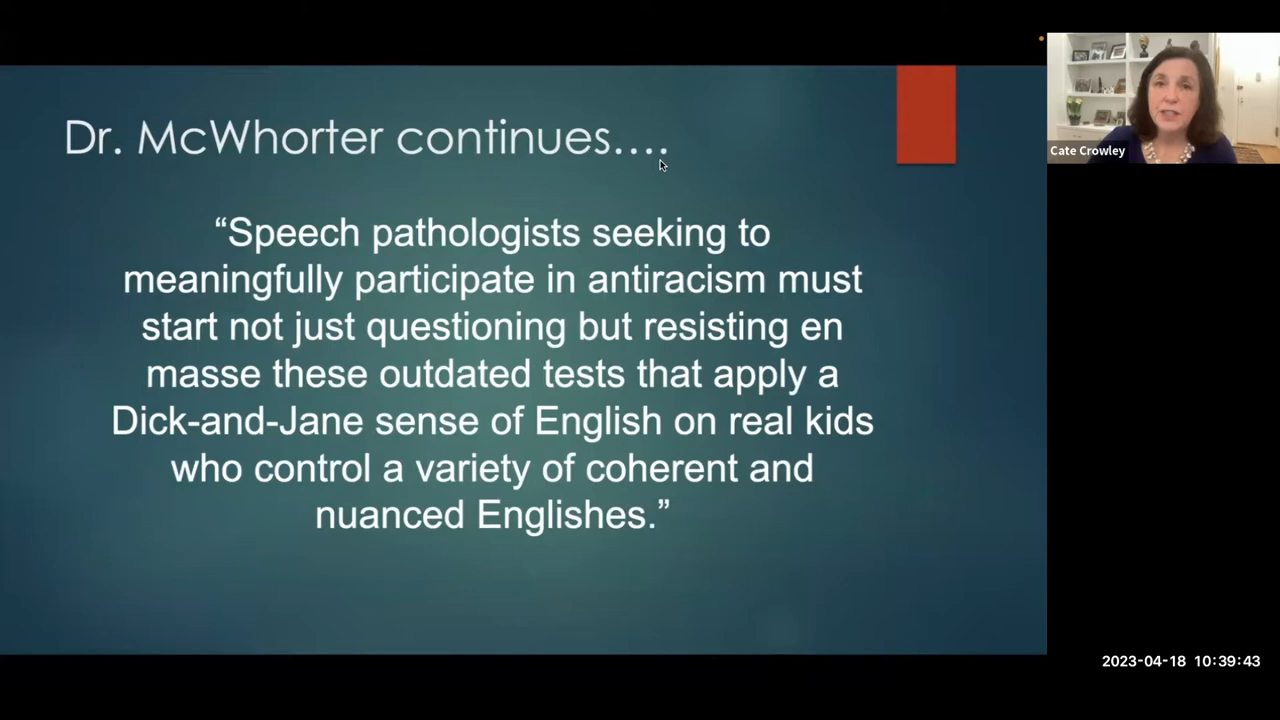 Dr. McWhorter continues….
“Speech pathologists seeking to
meaningfully participate in antiracism must
start not just questioning but resisting en
masse these outdated tests that apply a
Dick-and-Jane sense of English on real kids
who control a variety of coherent and
nuanced Englishes.”
Cate Crowley
2023-04-18 10:39:43